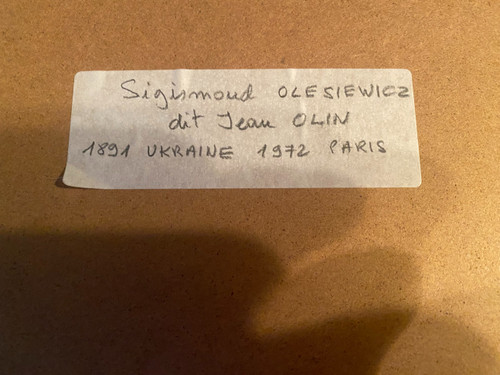 Sigismond OLESIEWICZ
dit Jean OLIN
1891 UKRAINE 1972 PARIS